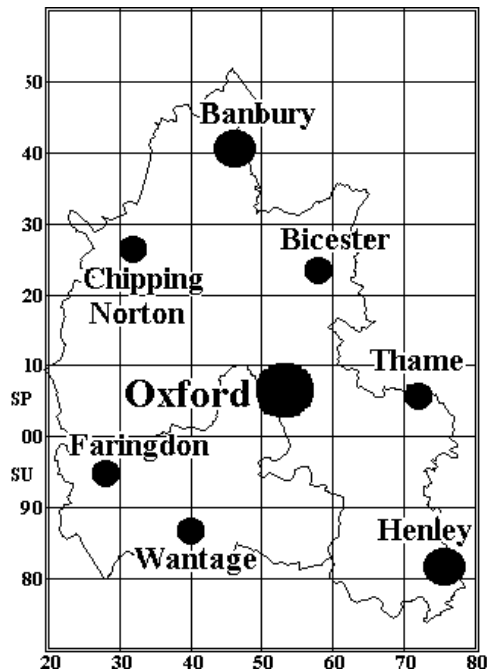 50
Banbury
40
30
Bicester
Chipping
Norton
20
10
Thame
SP
Oxford
00
Faringdon
SU
90
Henley
Wantage
80
20 30 40 50 60 70 80